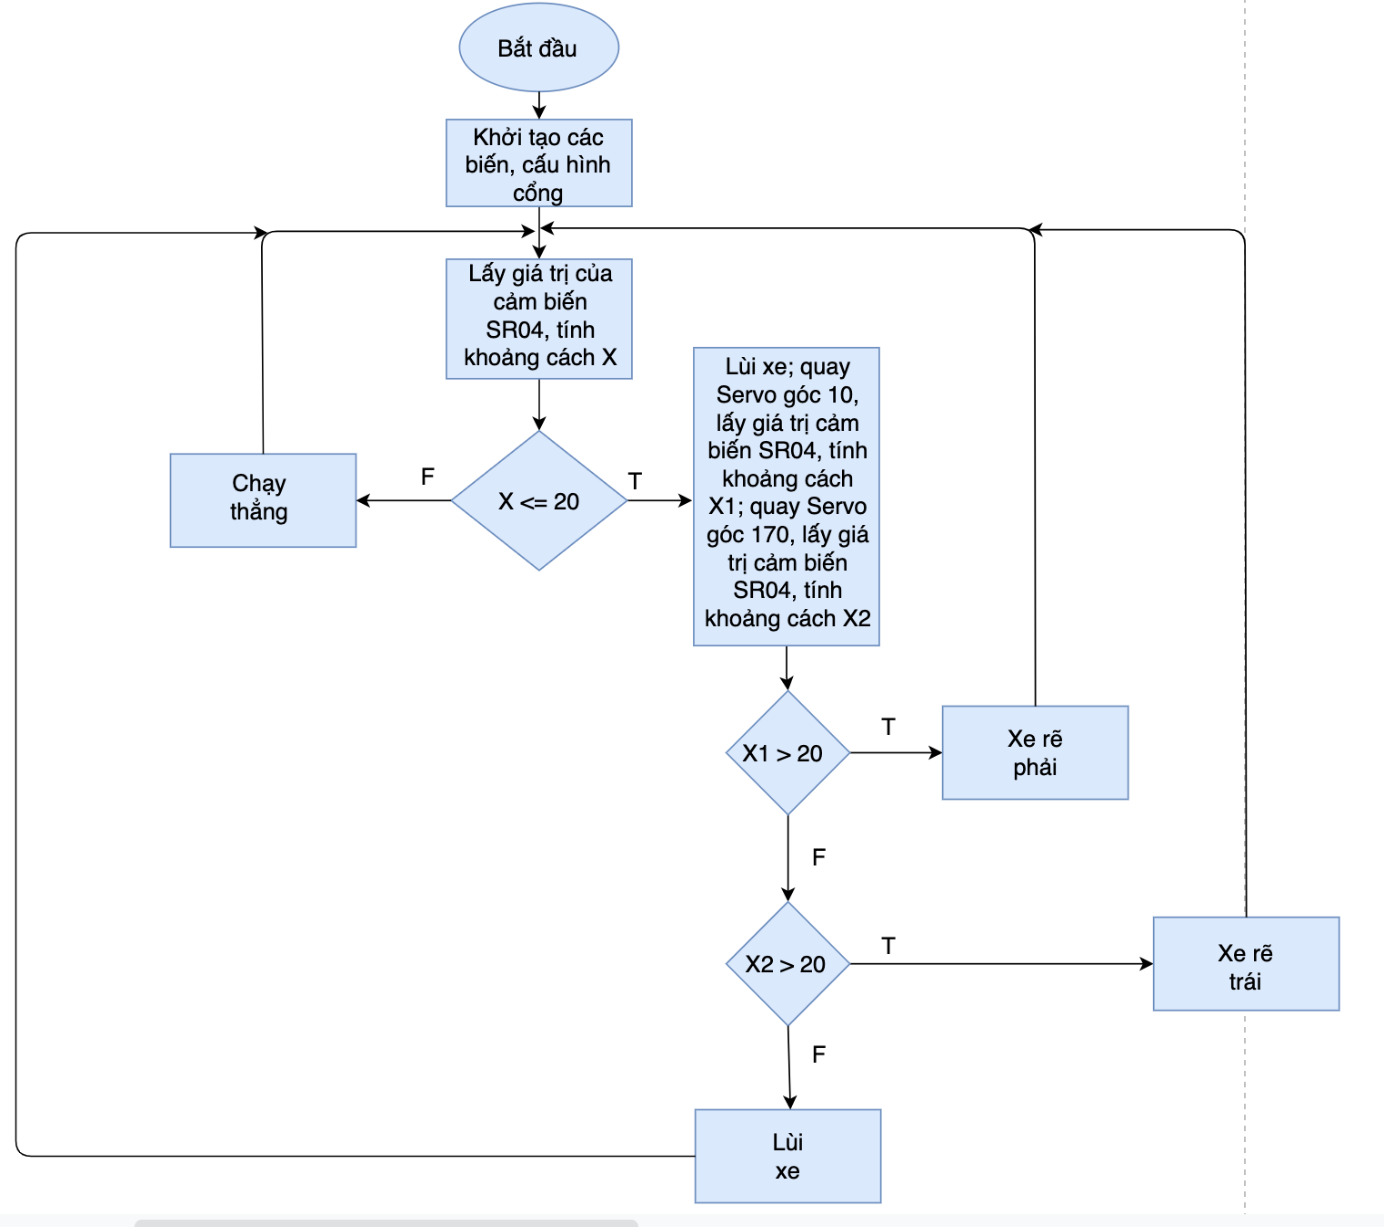 Bắt đầu
Khởi tạo các
biến, cấu hình
cổng
Lấy giá trị của
cảm biến
SR04, tính
khoảng cách X
Lùi xe; quay
Servo góc 10,
lấy giá trị cảm
biến SR04, tính
khoảng cách
X1; quay Servo
góc 170, lấy giá
trị cảm biến
SR04, tính
khoảng cách X2
Chạy
thẳng
F
X <= 20
T
X1 > 20
T
Xe rẽ
phải
F
X2 > 20
T
Xe rẽ
trái
F
Lùi
xe